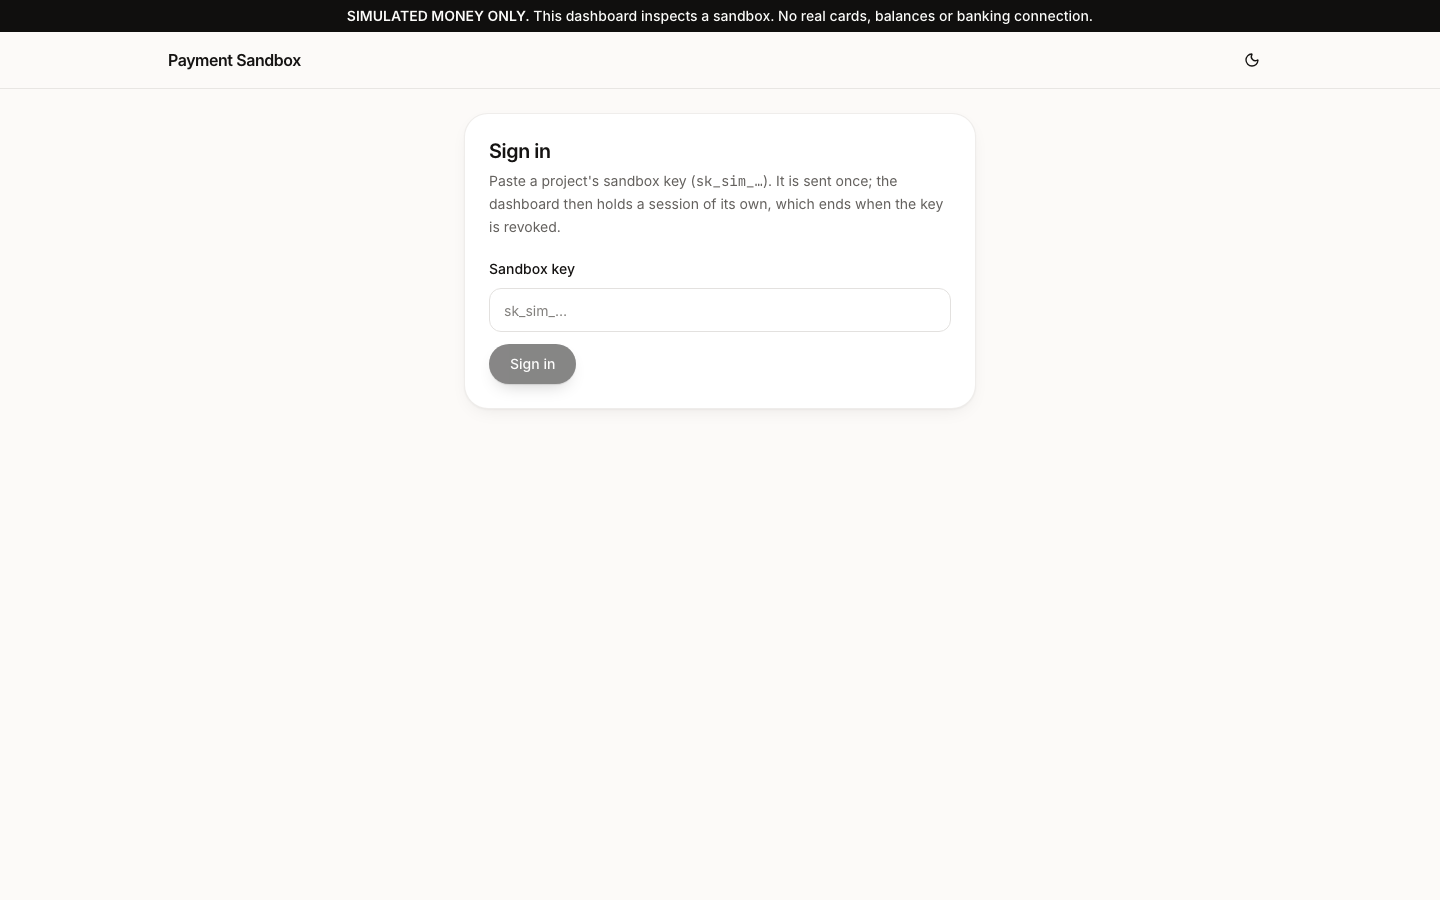 SIMULATED MONEY ONLY. This dashboard inspects a sandbox. No real cards, balances or banking connection.
Payment Sandbox
Sign in
Paste a project's sandbox key (sk_sim_…). It is sent once; the
dashboard then holds a session of its own, which ends when the key
is revoked.
Sandbox key
sk_sim_...
Sign in